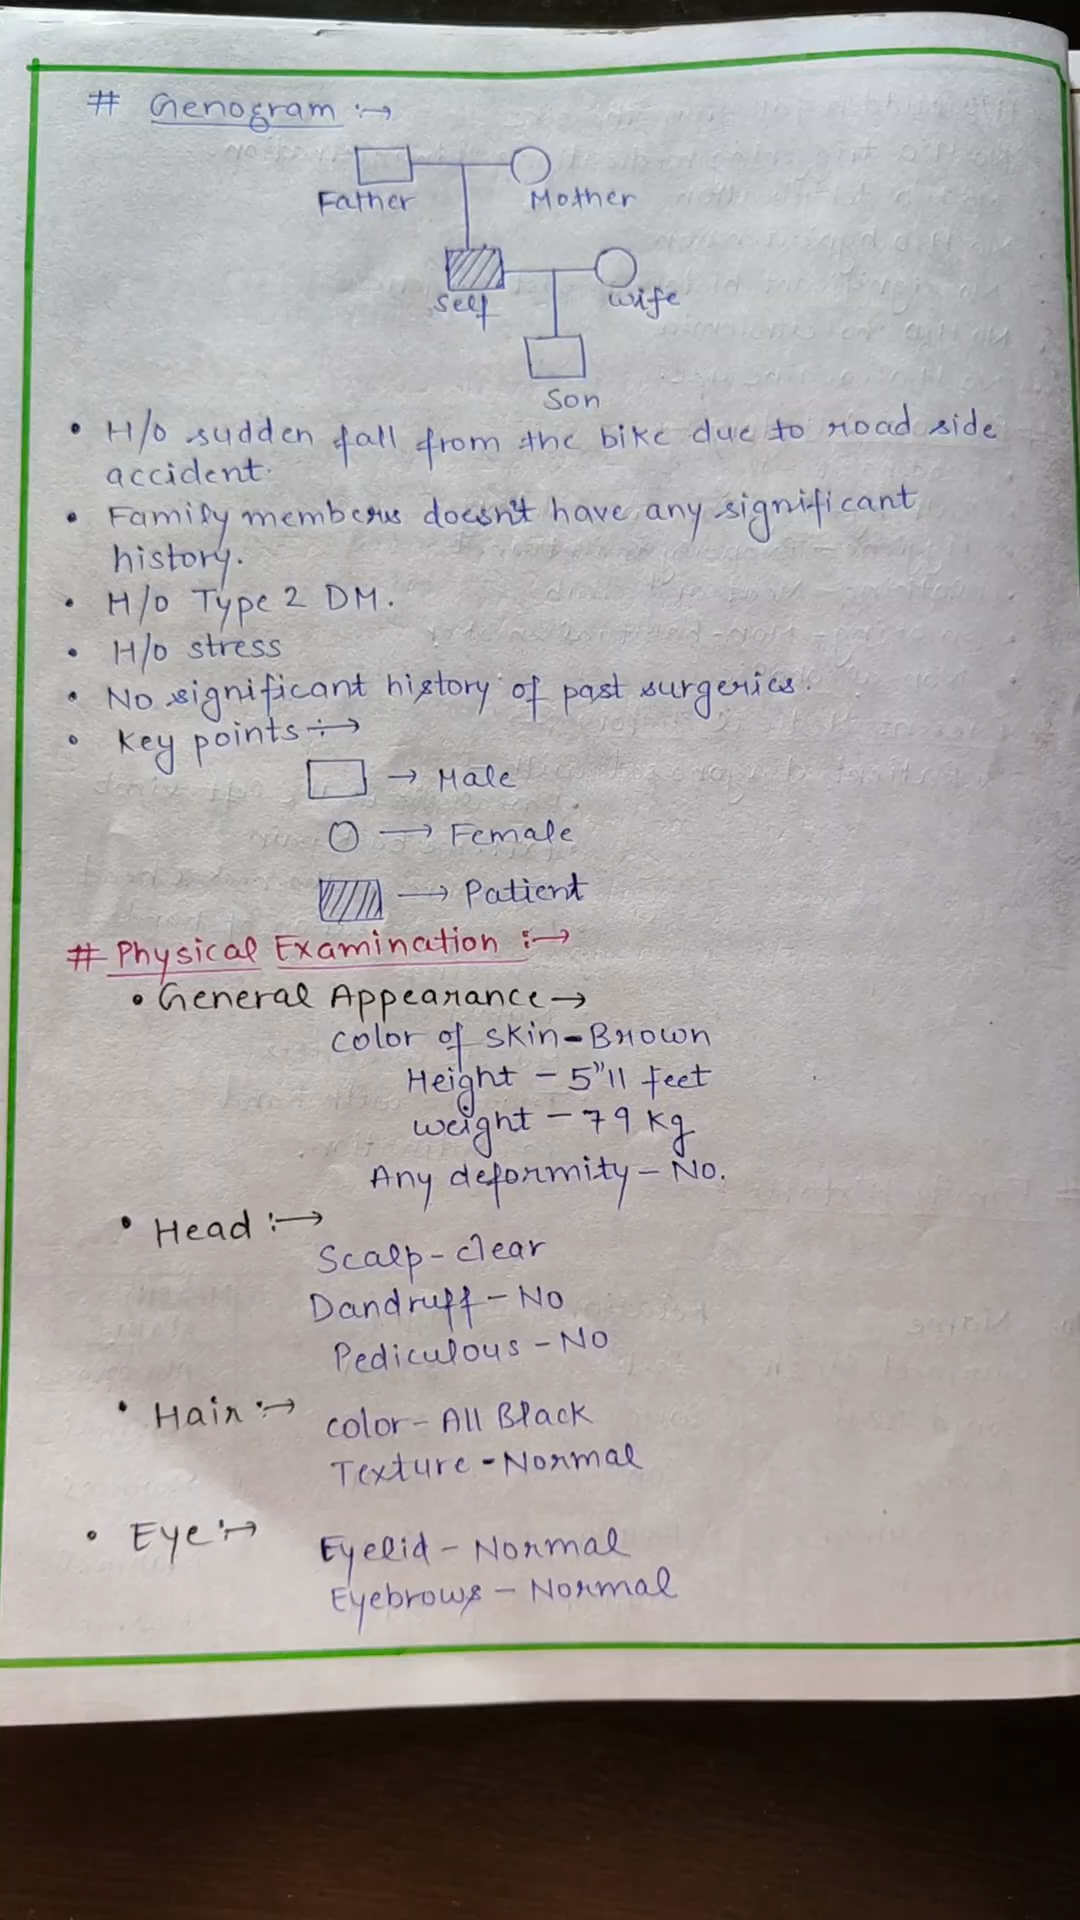 # Genogram :→
Father Mother
Self wife
Son
• H/o sudden fall from the bike due to road side
accident.
• Family members doesn't have any significant
history.
• H/o Type 2 DM.
• H/o stress
• No significant history of past surgeries.
• Key points :→
→ Male
→ Female
→ Patient
# Physical Examination :→
• General Appearance →
color of skin - Brown
Height - 5"11 feet
weight - 79 kg
Any deformity - No.
• Head :→
Scalp - clear
Dandruff - No
Pediculous - No
• Hair :→ color - All Black
Texture - Normal
• Eye :→ Eyelid - Normal
Eyebrows - Normal